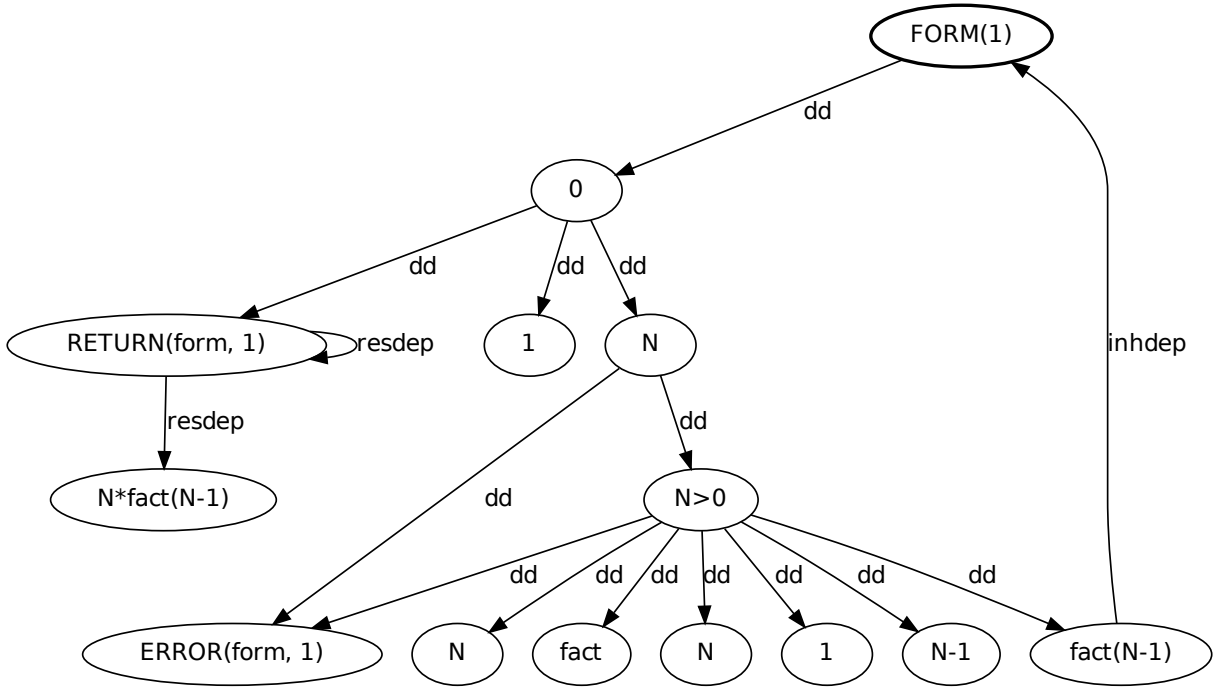 FORM(1)
dd
0
dd
dd
dd
RETURN(form, 1)
resdep
1
N
inhdep
resdep
dd
N*fact(N-1)
dd
N>0
dd
dd
dd
dd
dd
dd
dd
ERROR(form, 1)
N
fact
N
1
N-1
fact(N-1)